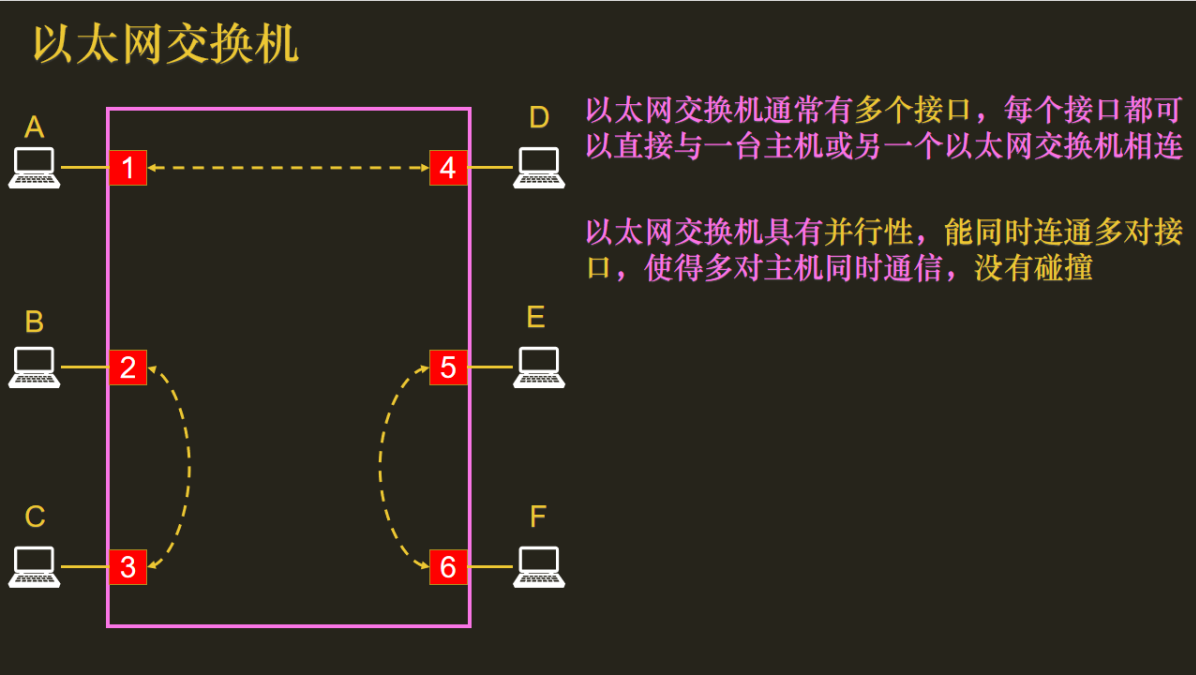 以太网交换机
以太网交换机通常有多个接口，每个接口都可
以直接与一台主机或另一个以太网交换机相连
以太网交换机具有并行性，能同时连通多对接
口，使得多对主机同时通信，没有碰撞
A
D
1
4
B
E
2
5
C
F
3
6